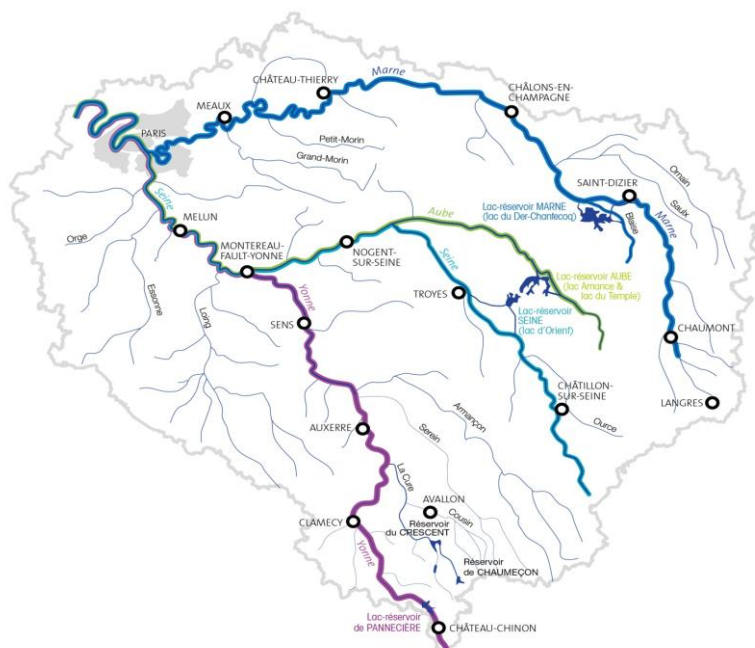 Marne
CHÂTEAU-THIERRY
CHÂLONS-EN-
CHAMPAGNE
MEAUX
PARIS
Petit-Morin
Grand-Morin
Ornain
Saulx
SAINT-DIZIER
Lac-réservoir MARNE
(lac du Der-Chantecoq)
Blaise
Marne
Seine
Aube
MELUN
Orge
MONTEREAU-
FAULT-YONNE
NOGENT-
SUR-SEINE
Seine
Lac-réservoir AUBE
(lac Amance &
lac du Temple)
TROYES
Lac-réservoir
SEINE
(lac d'Orient)
Essonne
Loing
Yonne
SENS
CHAUMONT
CHÂTILLON-
SUR-SEINE
LANGRES
Ource
Armançon
Serein
AUXERRE
La Cure
AVALLON
Cousin
CLAMECY
Réservoir
du CRESCENT
Yonne
Réservoir
de CHAUMEÇON
Lac-réservoir
de PANNECIÈRE
CHÂTEAU-CHINON